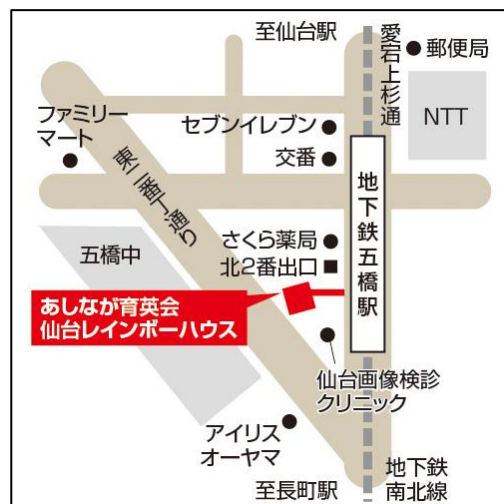 至仙台駅
愛宕上杉通
郵便局
NTT
ファミリー
マート
セブンイレブン
交番
東二番丁通り
地下鉄五橋駅
さくら薬局
北2番出口
五橋中
あしなが育英会
仙台レインボーハウス
仙台画像検診
クリニック
アイリス
オーヤマ
至長町駅
地下鉄
南北線